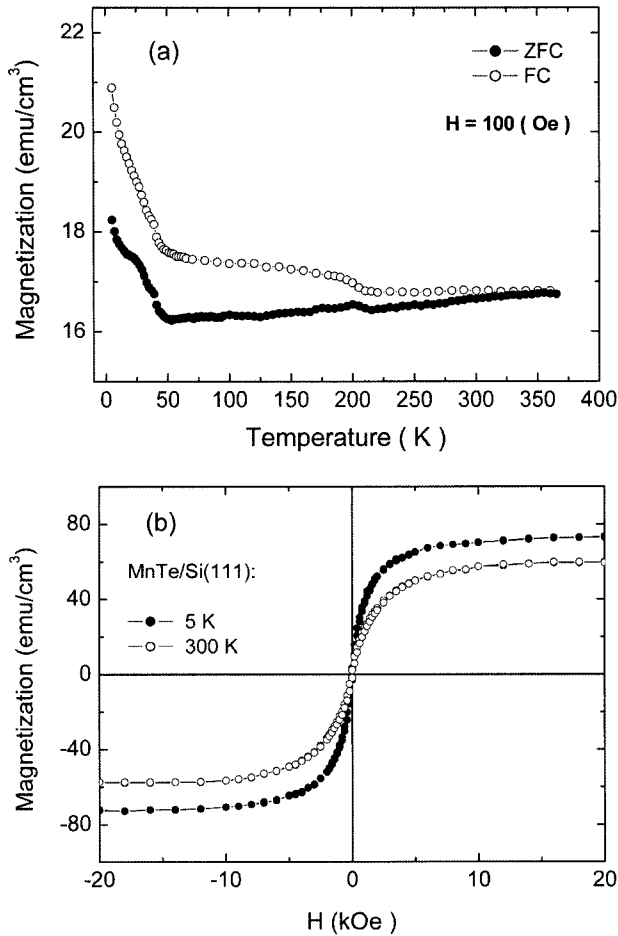 22
20
18
16
Magnetization (emu/cm³)
(a)
ZFC
FC
H = 100 ( Oe )
0 50 100 150 200 250 300 350 400
Temperature ( K )
80
40
0
-40
-80
Magnetization (emu/cm³)
(b)
MnTe/Si(111):
5 K
300 K
-20 -10 0 10 20
H (kOe)